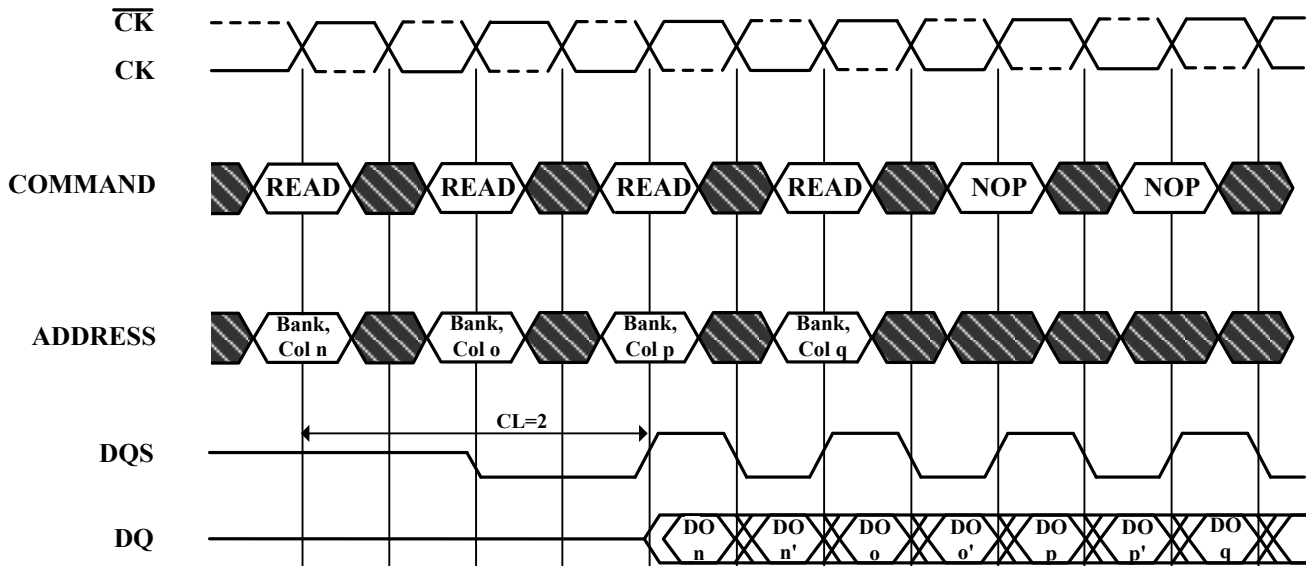 CK
CK
COMMAND
READ READ READ READ NOP NOP
ADDRESS
Bank, Bank, Bank, Bank,
Col n Col o Col p Col q
CL=2
DQS
DQ
DO DO DO DO DO DO DO
n n' o o' p p' q